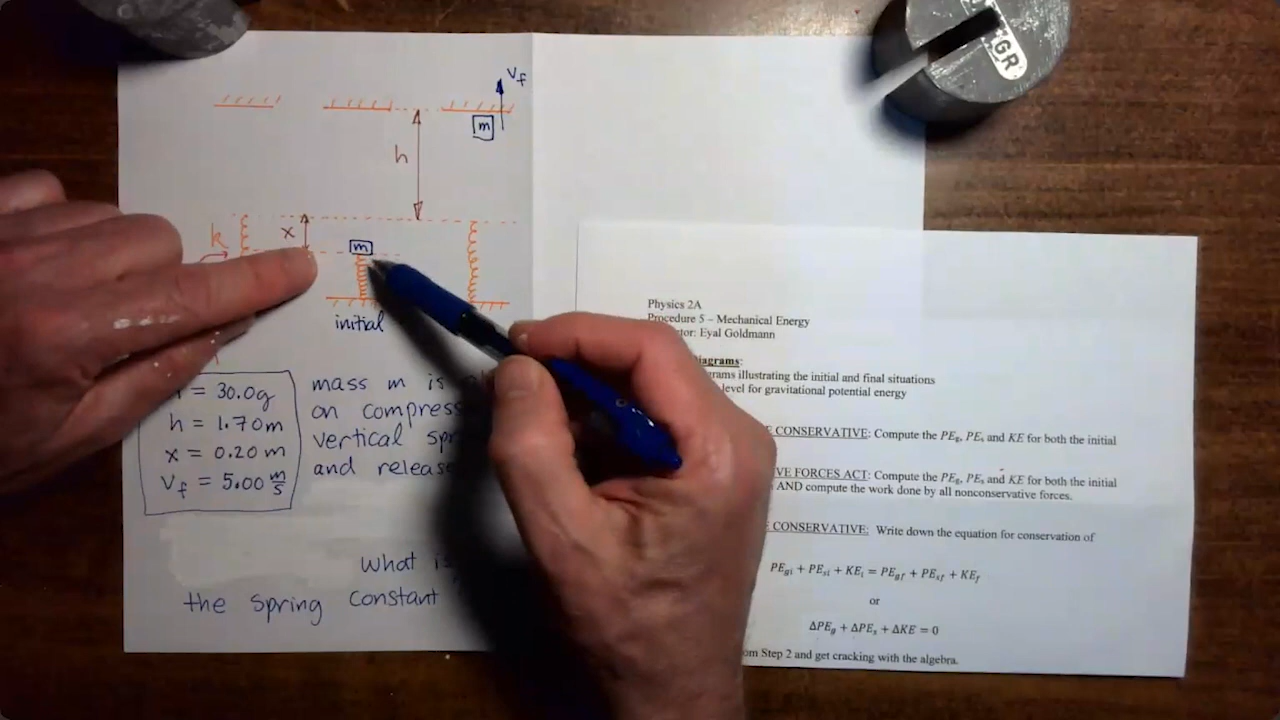 v_f
m
h
x
k
m
initial
= 30.0g
h = 1.70m
x = 0.20 m
v_f = 5.00 m/s
mass m is
on compress
vertical spr
and releas
What is
the spring constant
GR
Physics 2A
Procedure 5 – Mechanical Energy
tor: Eyal Goldmann
iagrams:
grams illustrating the initial and final situations
level for gravitational potential energy
E CONSERVATIVE: Compute the PE_g, PE_s and KE for both the initial
VE FORCES ACT: Compute the PE_g, PE_s and KE for both the initial
AND compute the work done by all nonconservative forces.
E CONSERVATIVE: Write down the equation for conservation of
PE_gi + PE_si + KE_i = PE_gf + PE_sf + KE_f
or
ΔPE_g + ΔPE_s + ΔKE = 0
om Step 2 and get cracking with the algebra.